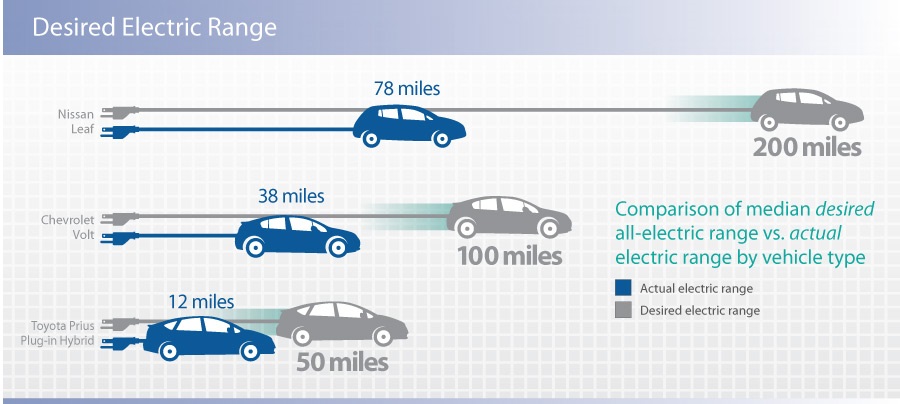 Desired Electric Range
78 miles
Nissan
Leaf
200 miles
38 miles
Chevrolet
Volt
100 miles
Comparison of median desired
all-electric range vs. actual
electric range by vehicle type
Actual electric range
Desired electric range
12 miles
Toyota Prius
Plug-in Hybrid
50 miles